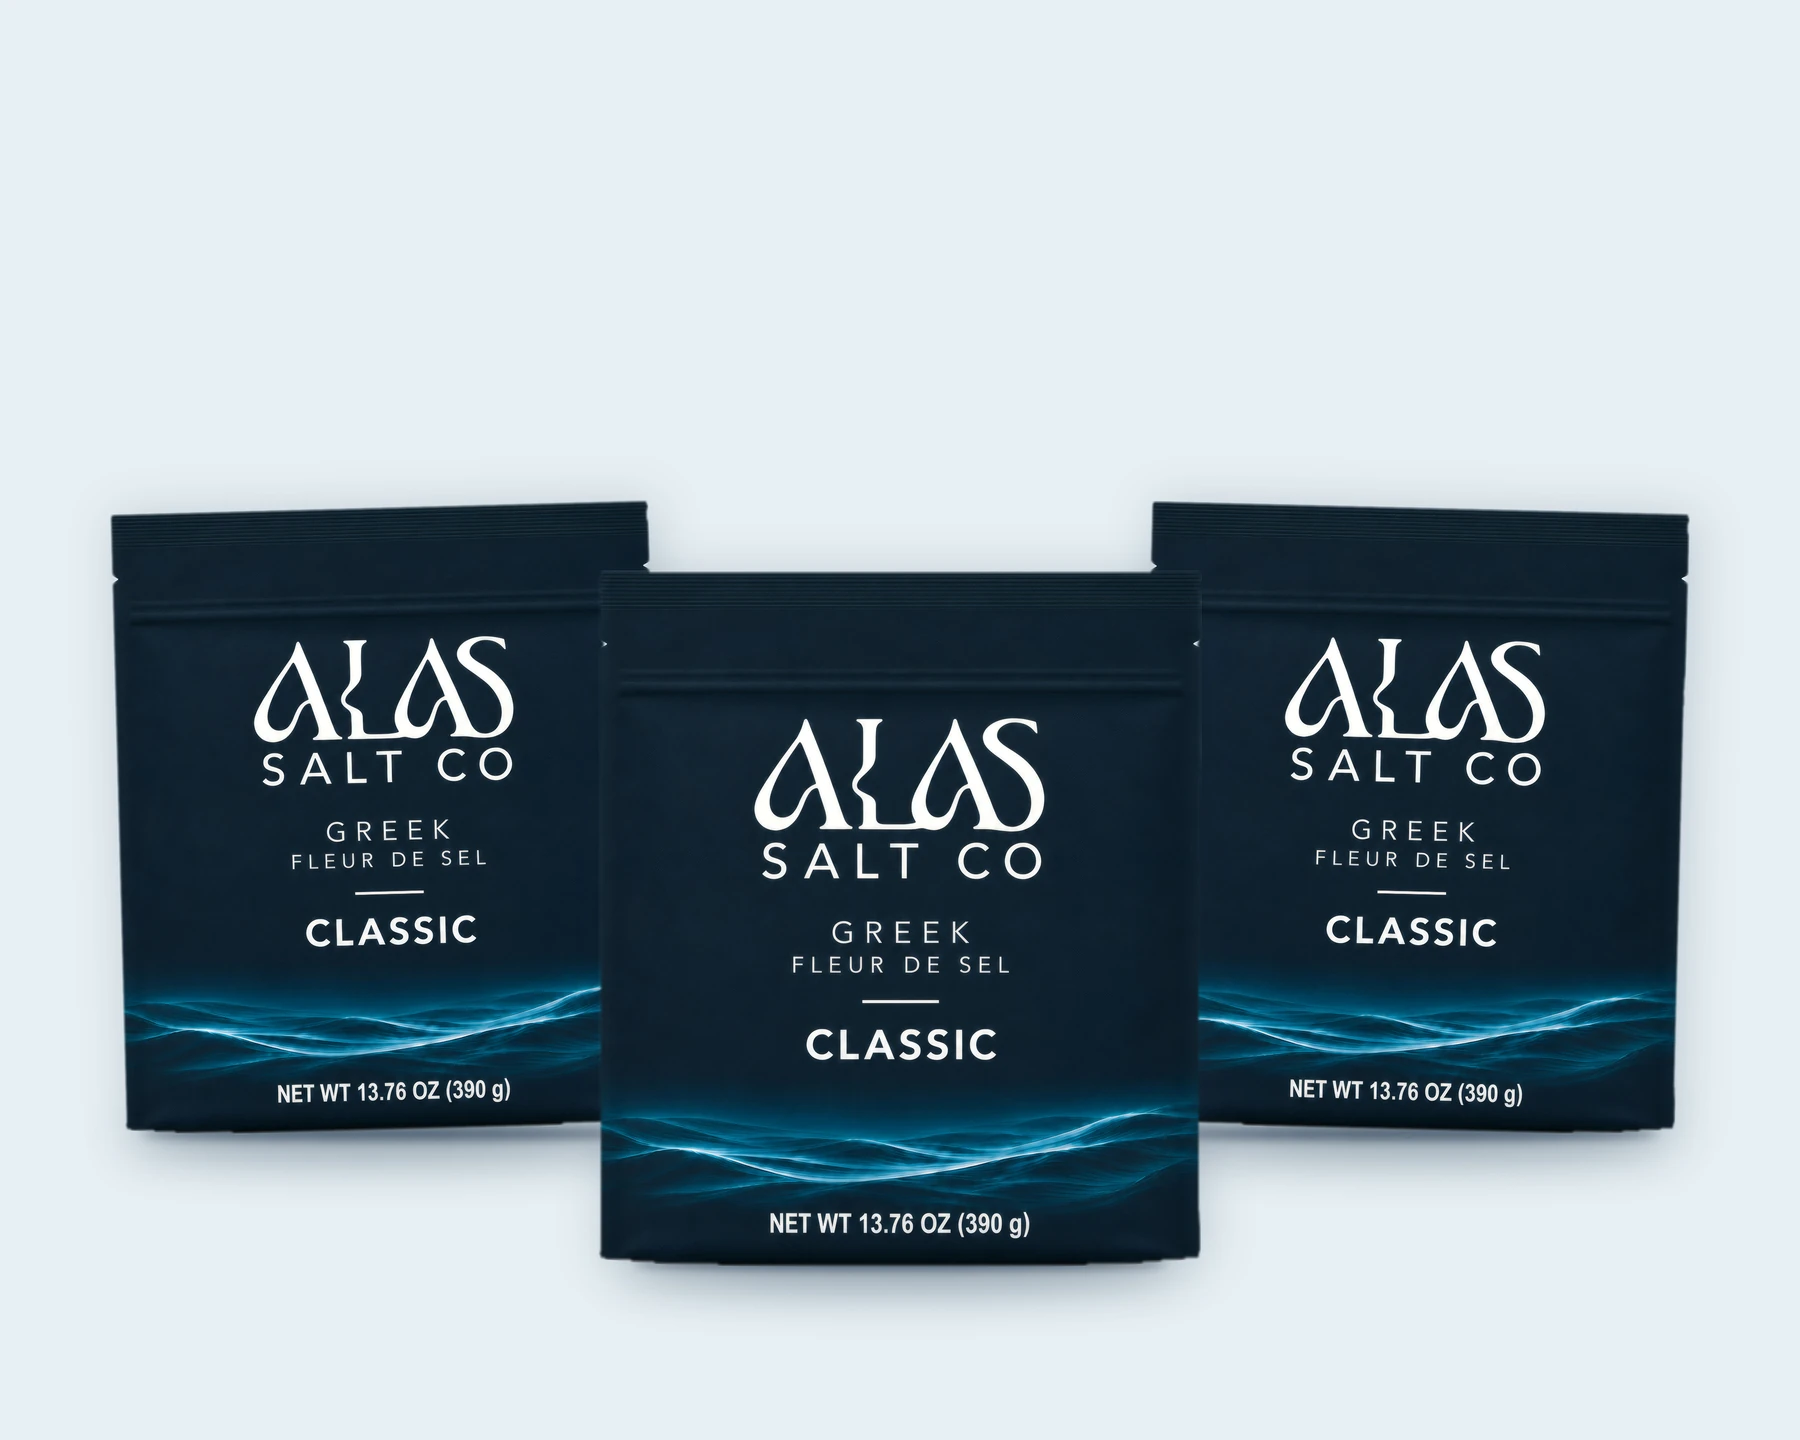 ALAS
SALT CO
GREEK
FLEUR DE SEL
CLASSIC
NET WT 13.76 OZ (390 g)
ALAS
SALT CO
GREEK
FLEUR DE SEL
CLASSIC
NET WT 13.76 OZ (390 g)
ALAS
SALT CO
GREEK
FLEUR DE SEL
CLASSIC
NET WT 13.76 OZ (390 g)